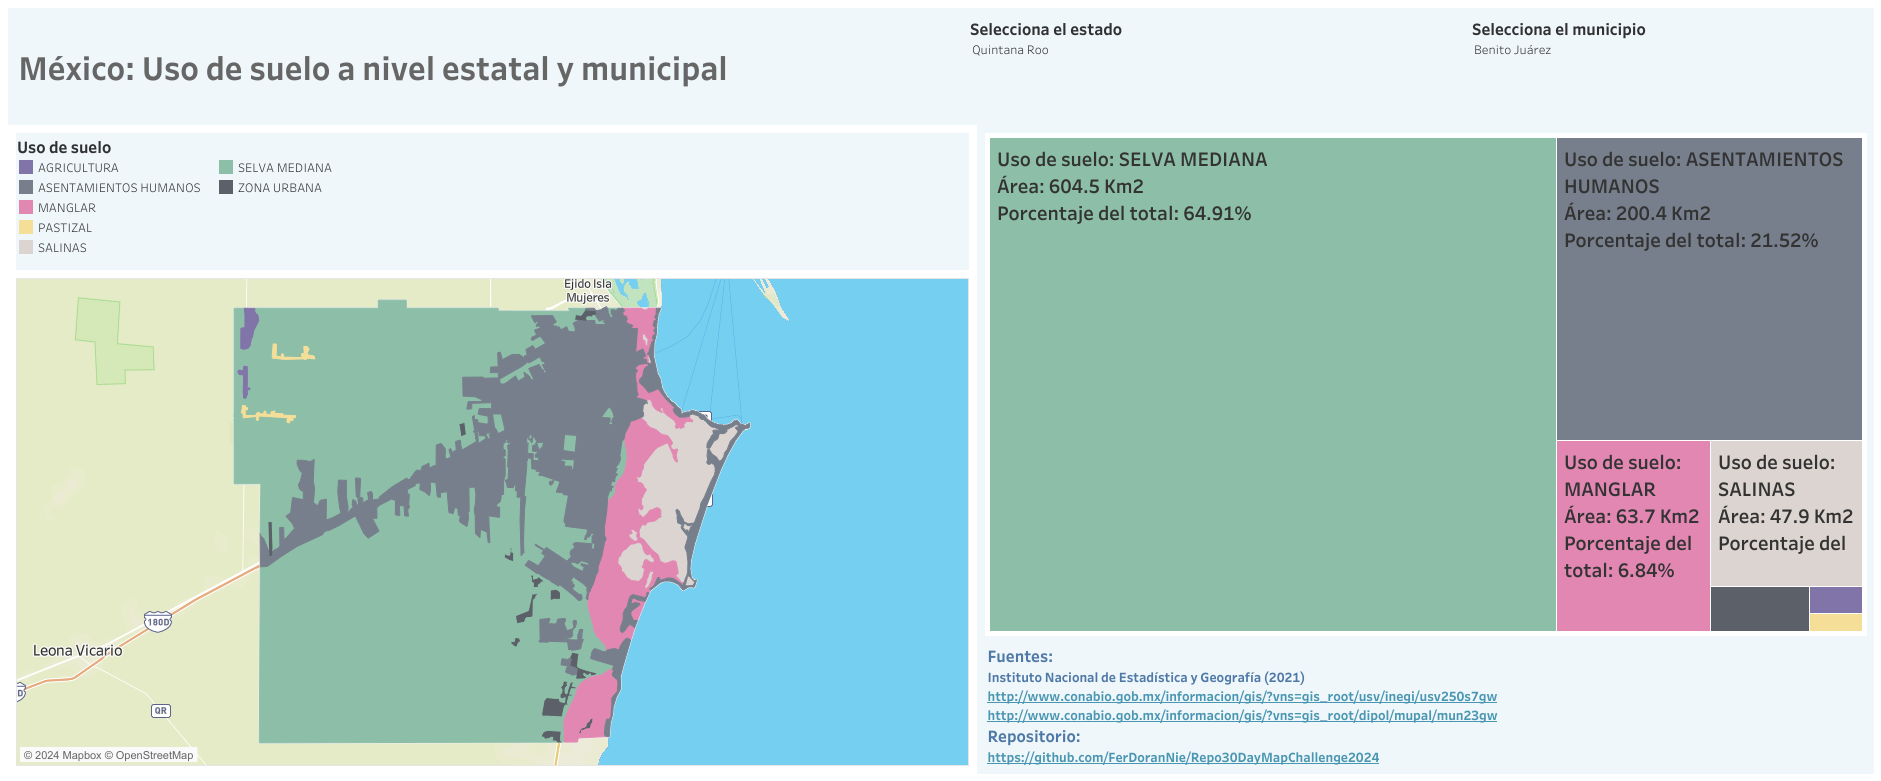 México: Uso de suelo a nivel estatal y municipal
Selecciona el estado
Quintana Roo
Selecciona el municipio
Benito Juárez
Uso de suelo
AGRICULTURA
ASENTAMIENTOS HUMANOS
MANGLAR
PASTIZAL
SALINAS
SELVA MEDIANA
ZONA URBANA
Ejido Isla
Mujeres
180D
Leona Vicario
D
QR
© 2024 Mapbox © OpenStreetMap
Uso de suelo: SELVA MEDIANA
Área: 604.5 Km2
Porcentaje del total: 64.91%
Uso de suelo: ASENTAMIENTOS
HUMANOS
Área: 200.4 Km2
Porcentaje del total: 21.52%
Uso de suelo:
MANGLAR
Área: 63.7 Km2
Porcentaje del
total: 6.84%
Uso de suelo:
SALINAS
Área: 47.9 Km2
Porcentaje del
Fuentes:
Instituto Nacional de Estadística y Geografía (2021)
http://www.conabio.gob.mx/informacion/gis/?vns=gis_root/usv/inegi/usv250s7gw
http://www.conabio.gob.mx/informacion/gis/?vns=gis_root/dipol/mupal/mun23gw
Repositorio:
https://github.com/FerDoranNie/Repo30DayMapChallenge2024